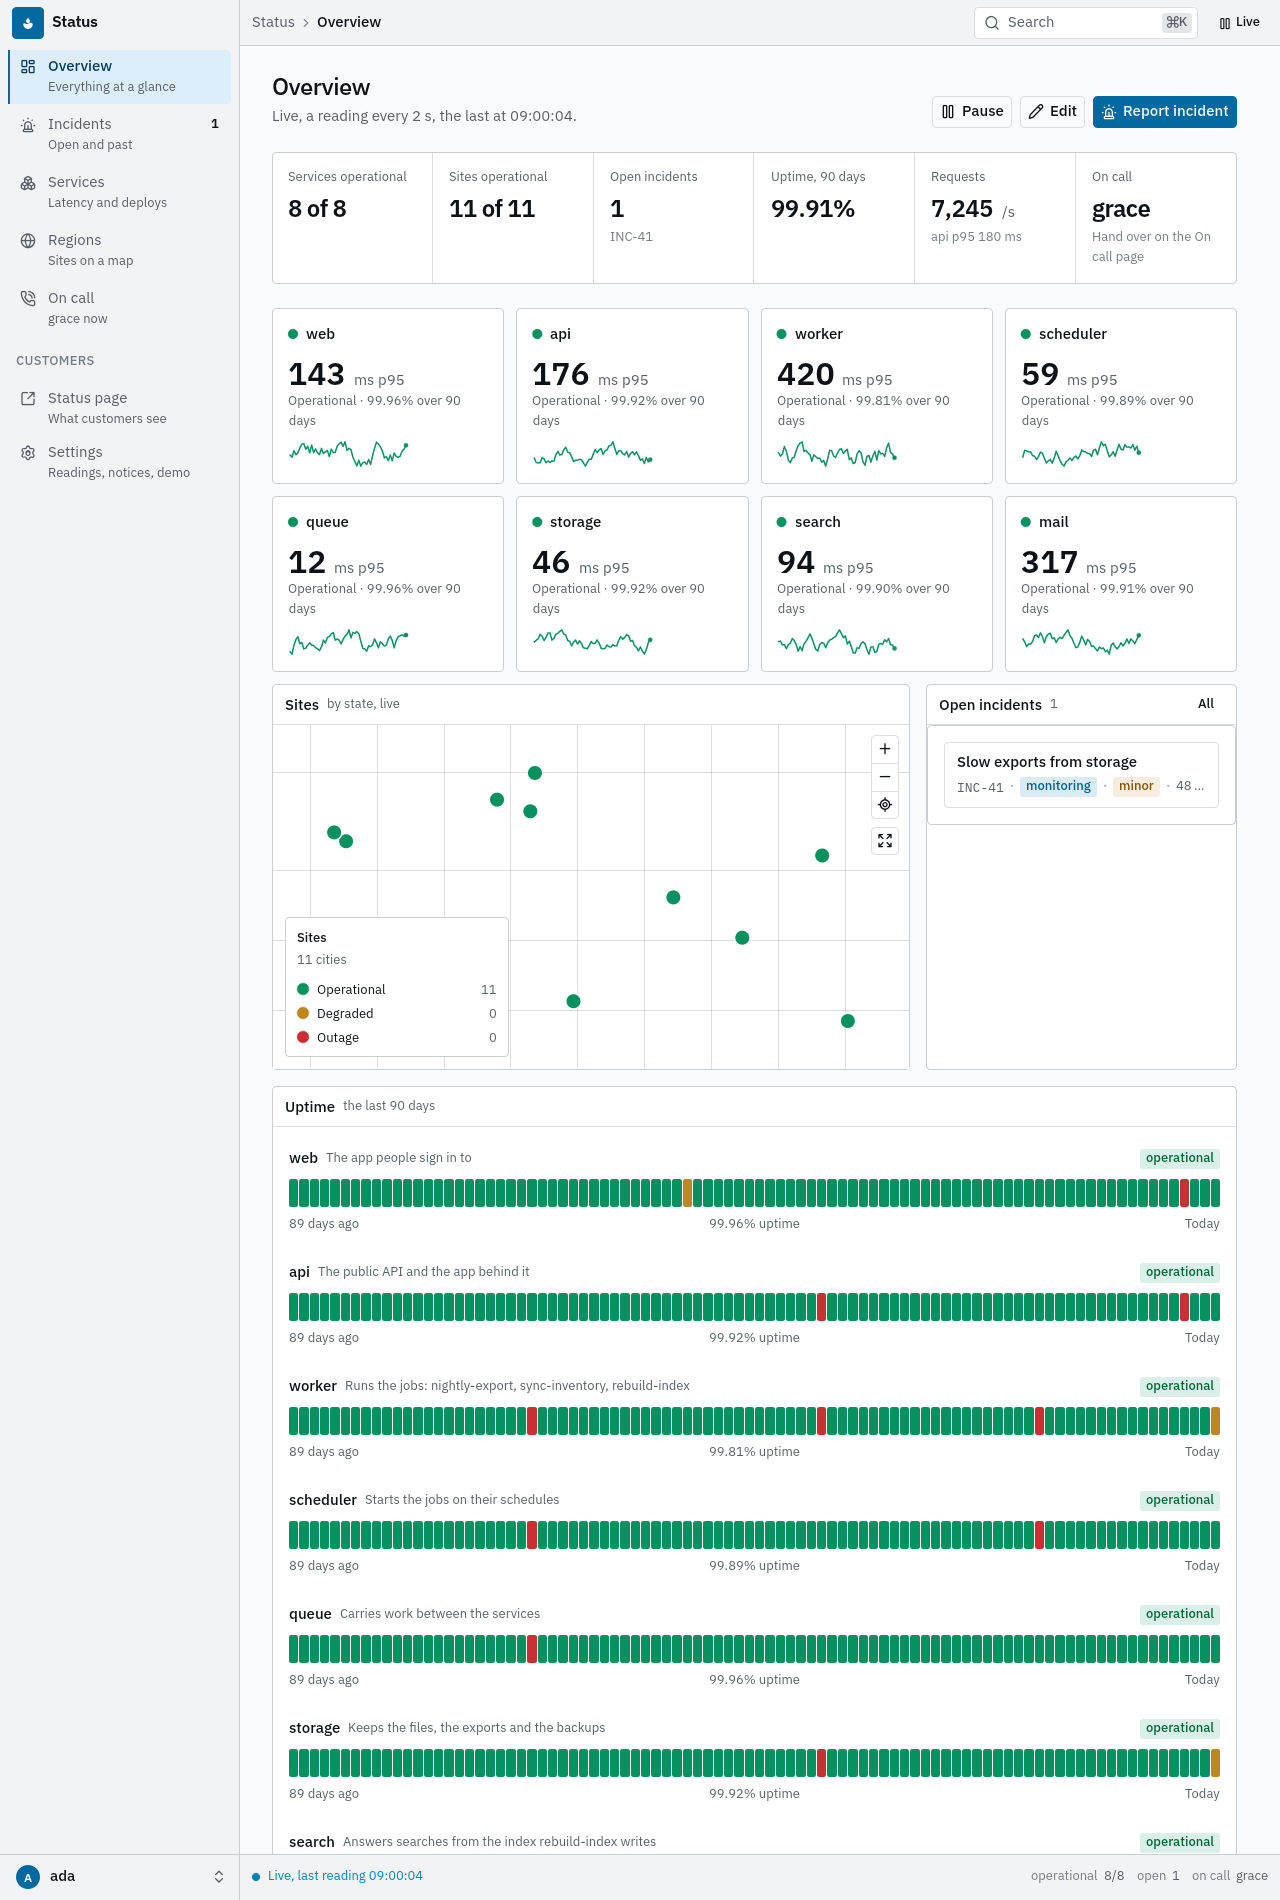 Status
Overview
Everything at a glance
Incidents 1
Open and past
Services
Latency and deploys
Regions
Sites on a map
On call
grace now
CUSTOMERS
Status page
What customers see
Settings
Readings, notices, demo
ada
Status > Overview
Search ⌘K
Live
Overview
Live, a reading every 2 s, the last at 09:00:04.
Pause Edit Report incident
Services operational
8 of 8
Sites operational
11 of 11
Open incidents
1
INC-41
Uptime, 90 days
99.91%
Requests
7,245 /s
api p95 180 ms
On call
grace
Hand over on the On
call page
web
143 ms p95
Operational · 99.96% over 90
days
api
176 ms p95
Operational · 99.92% over 90
days
worker
420 ms p95
Operational · 99.81% over 90
days
scheduler
59 ms p95
Operational · 99.89% over 90
days
queue
12 ms p95
Operational · 99.96% over 90
days
storage
46 ms p95
Operational · 99.92% over 90
days
search
94 ms p95
Operational · 99.90% over 90
days
mail
317 ms p95
Operational · 99.91% over 90
days
Sites by state, live
Sites
11 cities
Operational 11
Degraded 0
Outage 0
Open incidents 1 All
Slow exports from storage
INC-41 · monitoring · minor · 48 ...
Uptime the last 90 days
web The app people sign in to operational
89 days ago 99.96% uptime Today
api The public API and the app behind it operational
89 days ago 99.92% uptime Today
worker Runs the jobs: nightly-export, sync-inventory, rebuild-index operational
89 days ago 99.81% uptime Today
scheduler Starts the jobs on their schedules operational
89 days ago 99.89% uptime Today
queue Carries work between the services operational
89 days ago 99.96% uptime Today
storage Keeps the files, the exports and the backups operational
89 days ago 99.92% uptime Today
search Answers searches from the index rebuild-index writes operational
A
Live, last reading 09:00:04
operational 8/8 open 1 on call grace